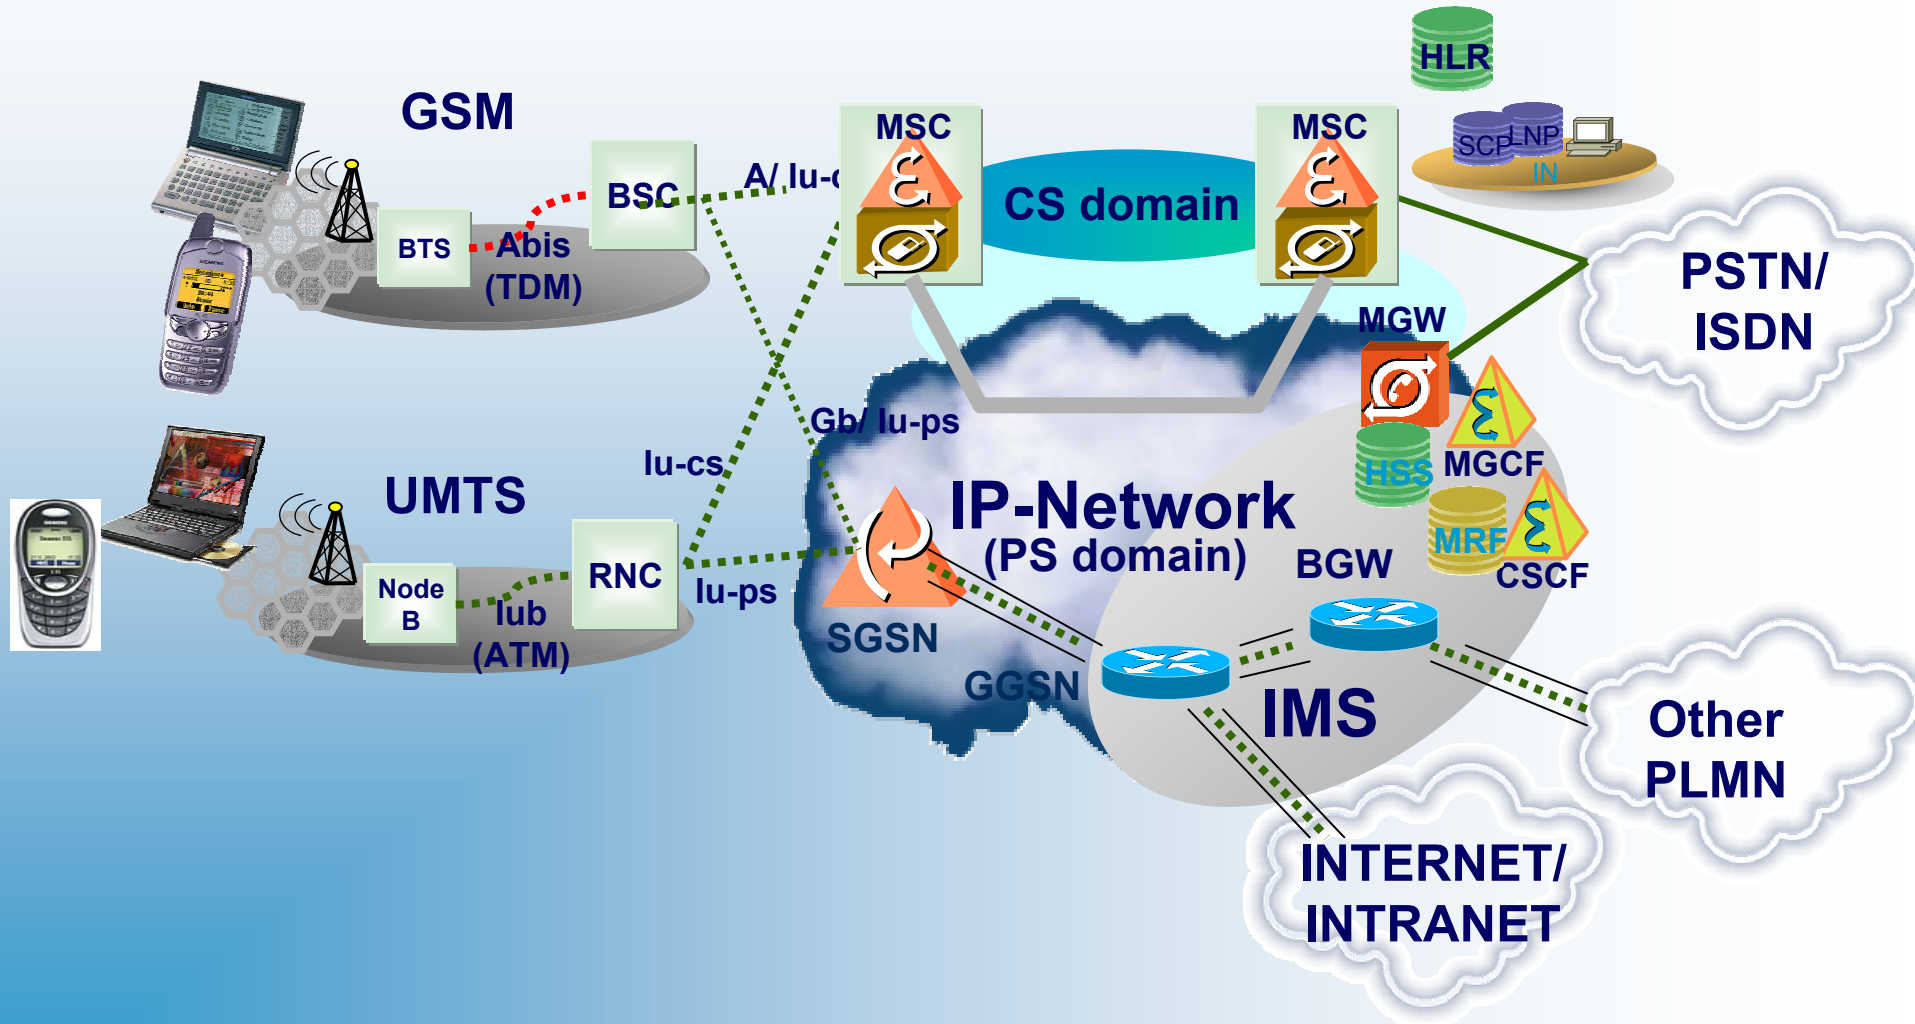 HLR
GSM
MSC
MSC
SCP
LNP
IN
BSC
A/ Iu-c
CS domain
BTS
Abis
(TDM)
PSTN/
ISDN
MGW
Gb/ Iu-ps
Iu-cs
UMTS
HSS
MGCF
IP-Network
(PS domain)
MRF
CSCF
BGW
RNC
Iu-ps
Node
B
Iub
(ATM)
SGSN
GGSN
IMS
Other
PLMN
INTERNET/
INTRANET